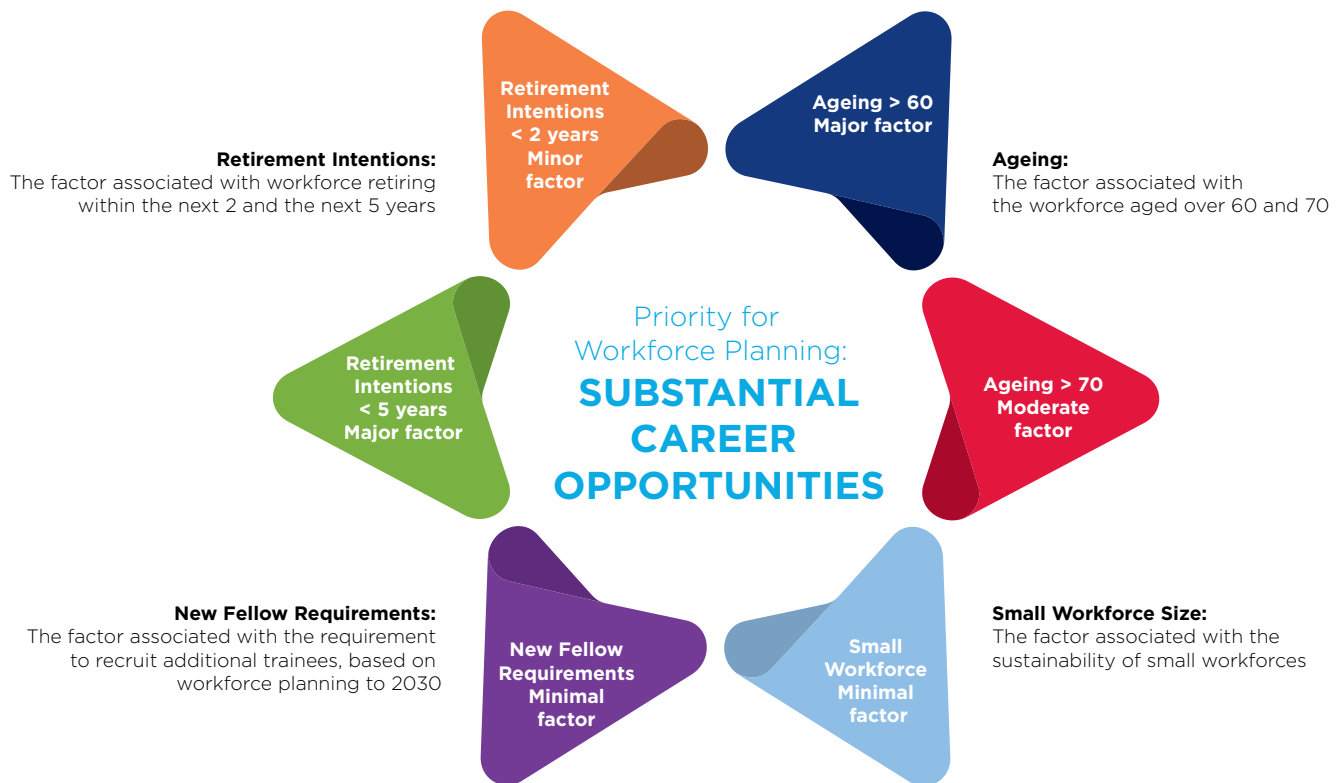 Retirement
Intentions
< 2 years
Minor
factor
Ageing > 60
Major factor
Retirement Intentions:
The factor associated with workforce retiring
within the next 2 and the next 5 years
Ageing:
The factor associated with
the workforce aged over 60 and 70
Priority for
Workforce Planning:
SUBSTANTIAL
CAREER
OPPORTUNITIES
Retirement
Intentions
< 5 years
Major factor
Ageing > 70
Moderate
factor
New Fellow Requirements:
The factor associated with the requirement
to recruit additional trainees, based on
workforce planning to 2030
New Fellow
Requirements
Minimal
factor
Small
Workforce
Minimal
factor
Small Workforce Size:
The factor associated with the
sustainability of small workforces